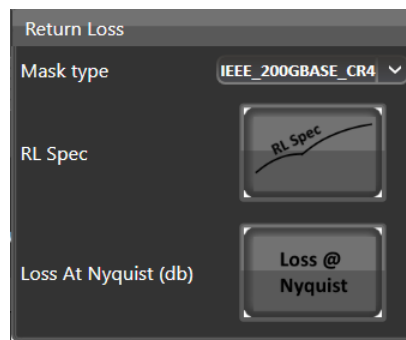 Return Loss
Mask type
IEEE_200GBASE_CR4
RL Spec
RL Spec
Loss At Nyquist (db)
Loss @
Nyquist